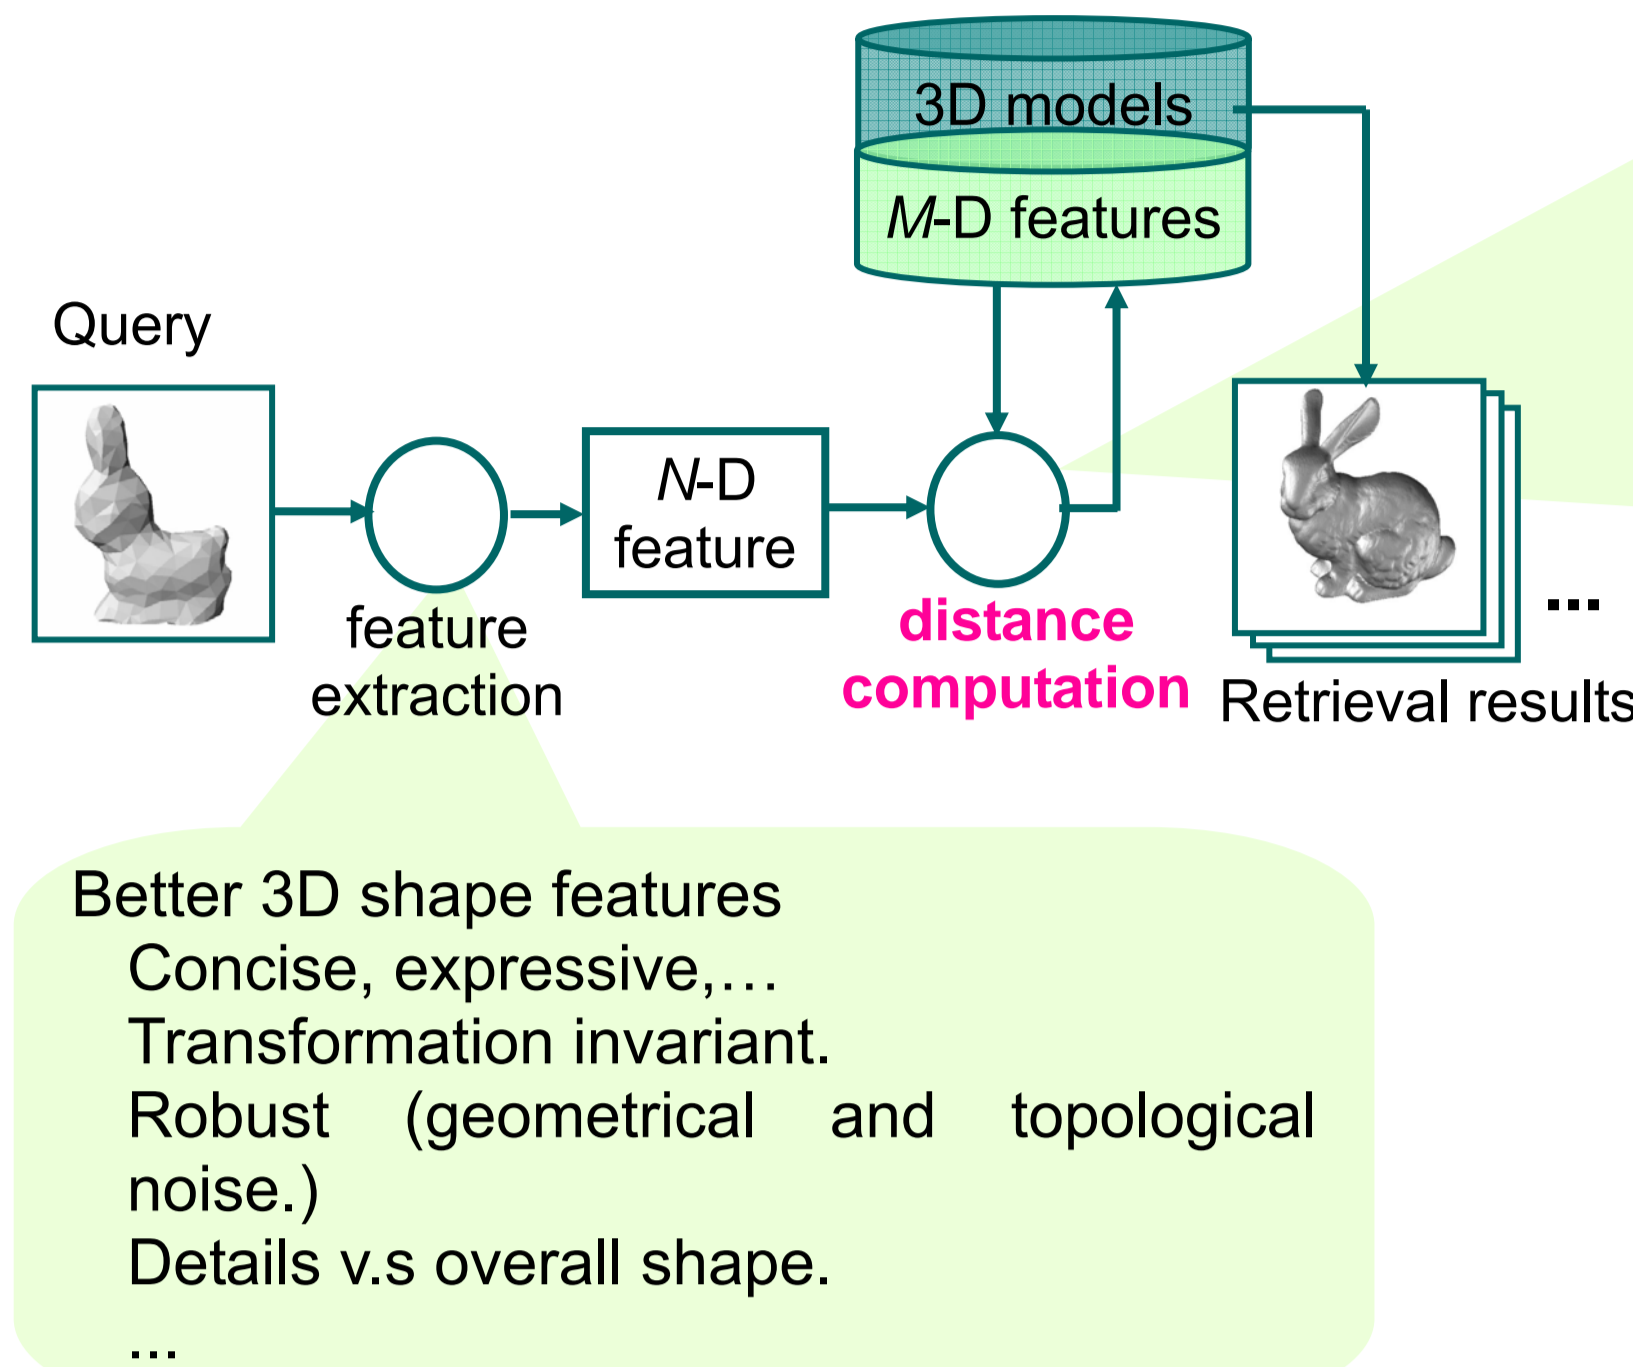 3D models
M-D features
Query
N-D
feature
feature
extraction
distance
computation
...
Retrieval results
Better 3D shape features
Concise, expressive,…
Transformation invariant.
Robust (geometrical and topological
noise.)
Details v.s overall shape.
...